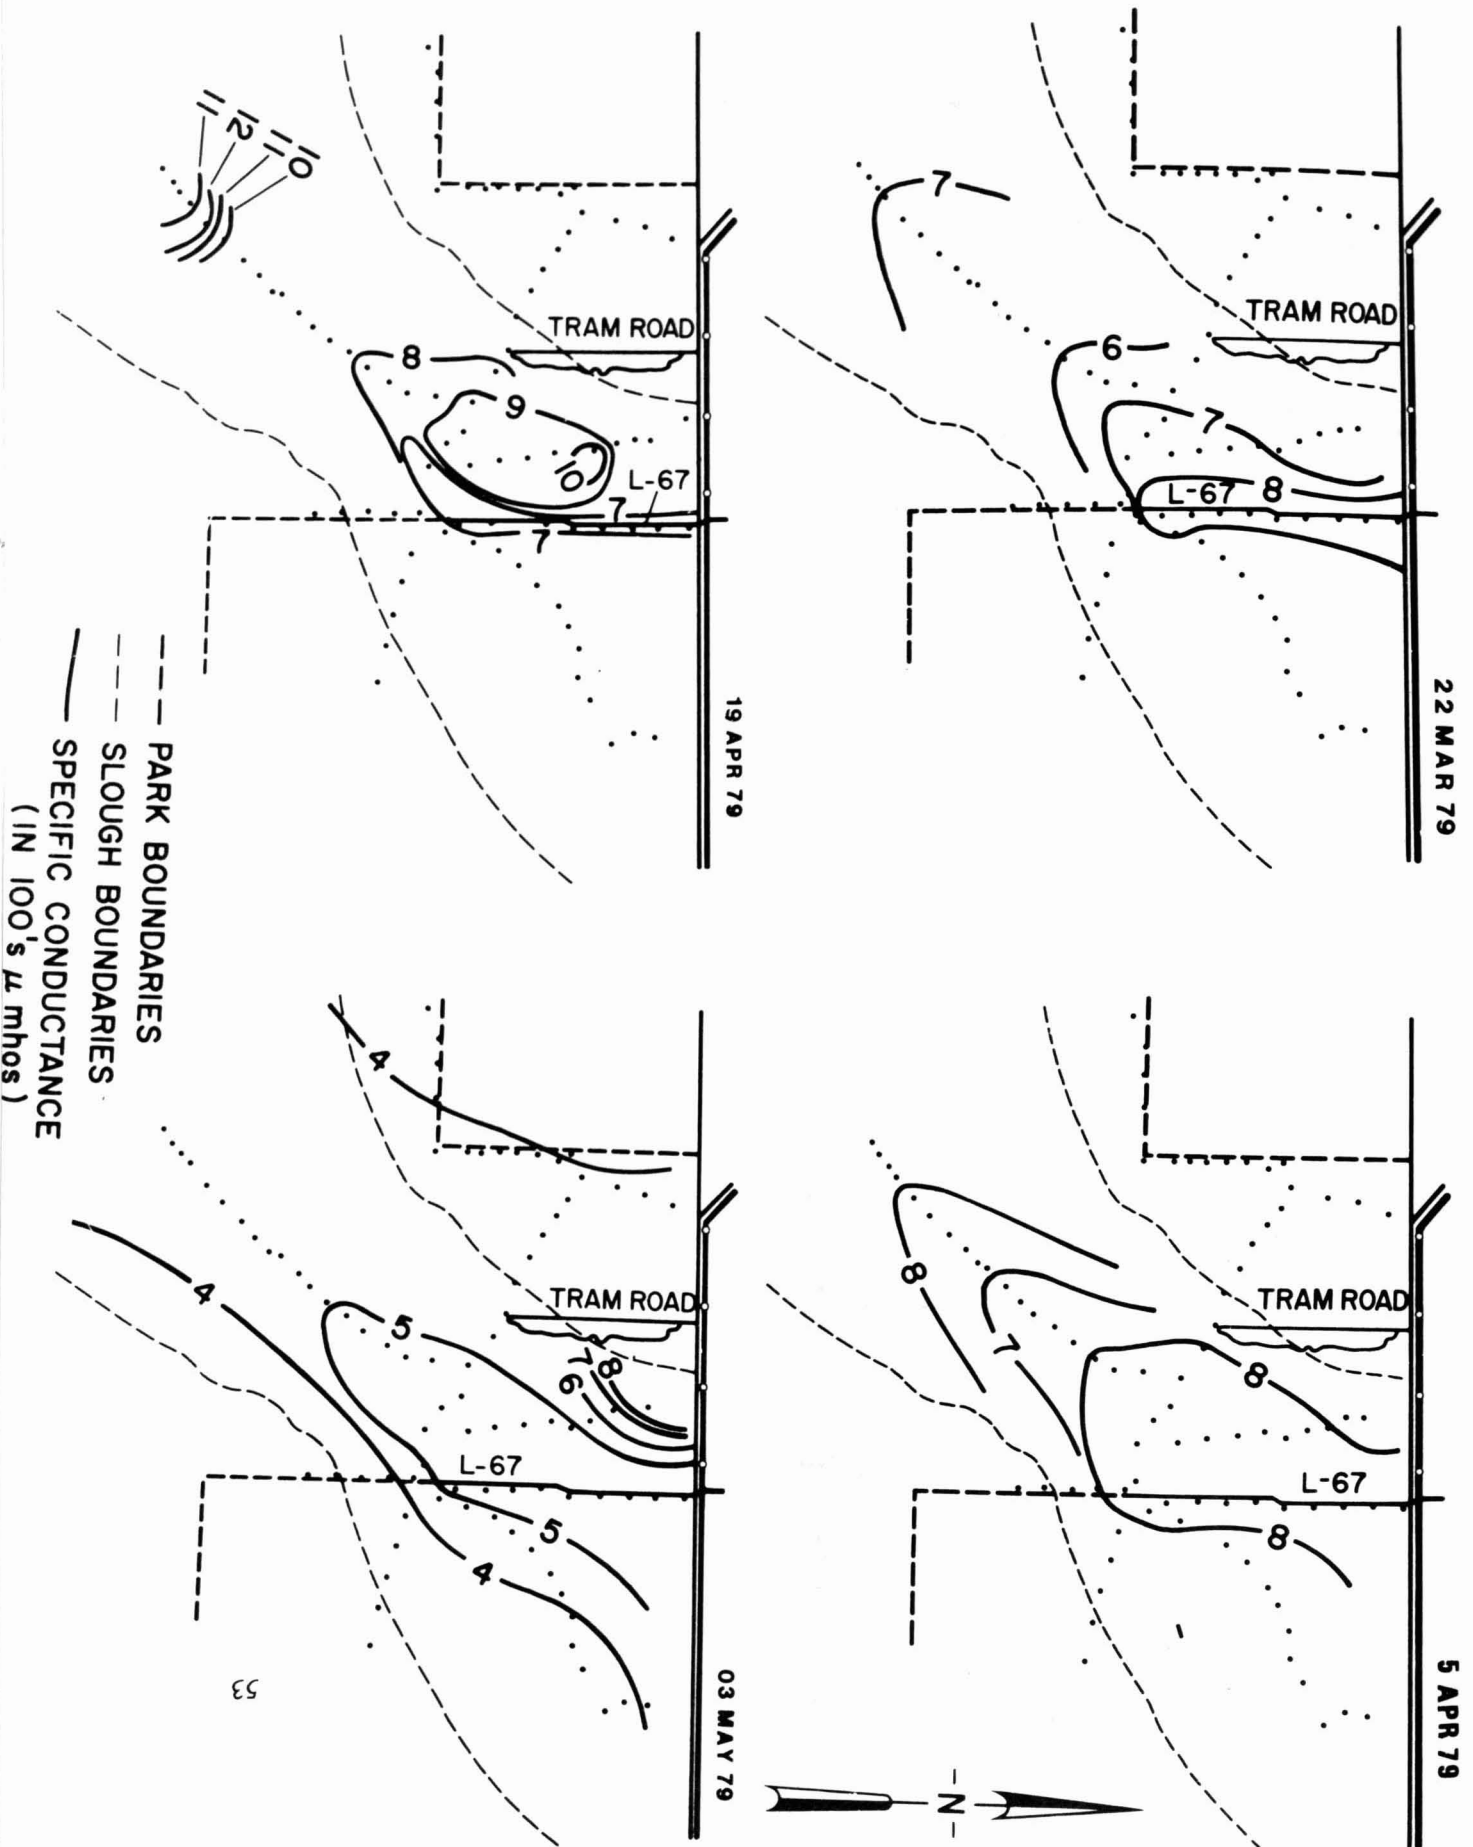 22 MAR 79
TRAM ROAD
L-67
7
6
7
8
5 APR 79
TRAM ROAD
L-67
8
7
8
8
19 APR 79
TRAM ROAD
L-67
8
9
10
7
7
10
11
12
11
03 MAY 79
TRAM ROAD
L-67
4
4
5
6
7
8
5
4
N
PARK BOUNDARIES
SLOUGH BOUNDARIES
SPECIFIC CONDUCTANCE
(IN 100's μ mhos)
53